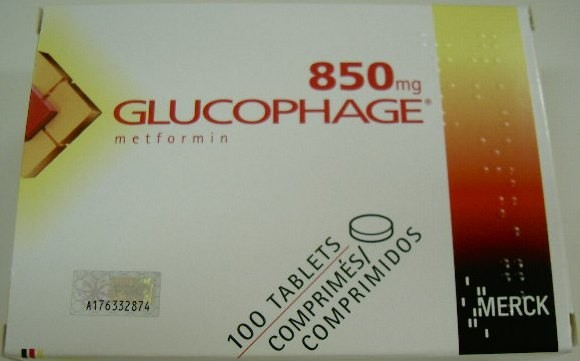 850mg
GLUCOPHAGE®
metformin
100 TABLETS
COMPRIMÉS/
COMPRIMIDOS
A176332874
MERCK